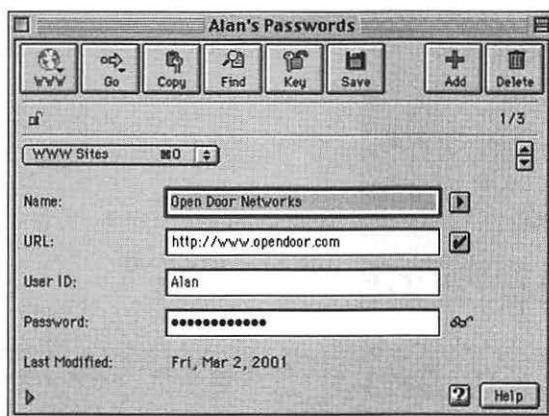 Alan's Passwords
WWW Go Copy Find Key Save Add Delete
1/3
WWW Sites ⌘0
Name: Open Door Networks
URL: http://www.opendoor.com
User ID: Alan
Password: ••••••••••••
Last Modified: Fri, Mar 2, 2001
? Help